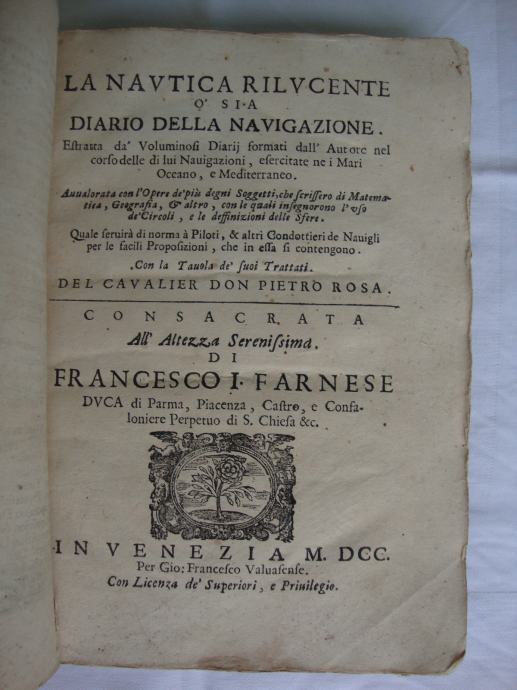 LA NAVTICA RILVCENTE
O' SIA
DIARIO DELLA NAVIGAZIONE.
Estratta da' Voluminosi Diarij formati dall' Autore nel
corso delle di lui Nauigazioni, esercitate ne i Mari
Oceano, e Mediterraneo.
Auualorata con l'Opere de' più degni Soggetti, che scrissero di Matema-
tica, Geografia, & altro, con le quali insegnorono l'vso
de' Circoli, e le deffinizioni delle Sfere.
Quale seruirà di norma à Piloti, & altri Condottieri de Nauigli
per le facili Proposizioni, che in essa si contengono.
Con la Tauola de' suoi Trattati.
DEL CAVALIER DON PIETRO ROSA.
CONSACRATA
All' Altezza Serenissima.
DI
FRANCESCO I. FARNESE
DVCA di Parma, Piacenza, Castro, e Confa-
loniere Perpetuo di S. Chiesa &c.
IN VENEZIA M. DCC.
Per Gio: Francesco Valuasense.
Con Licenza de' Superiori, e Priuilegio.